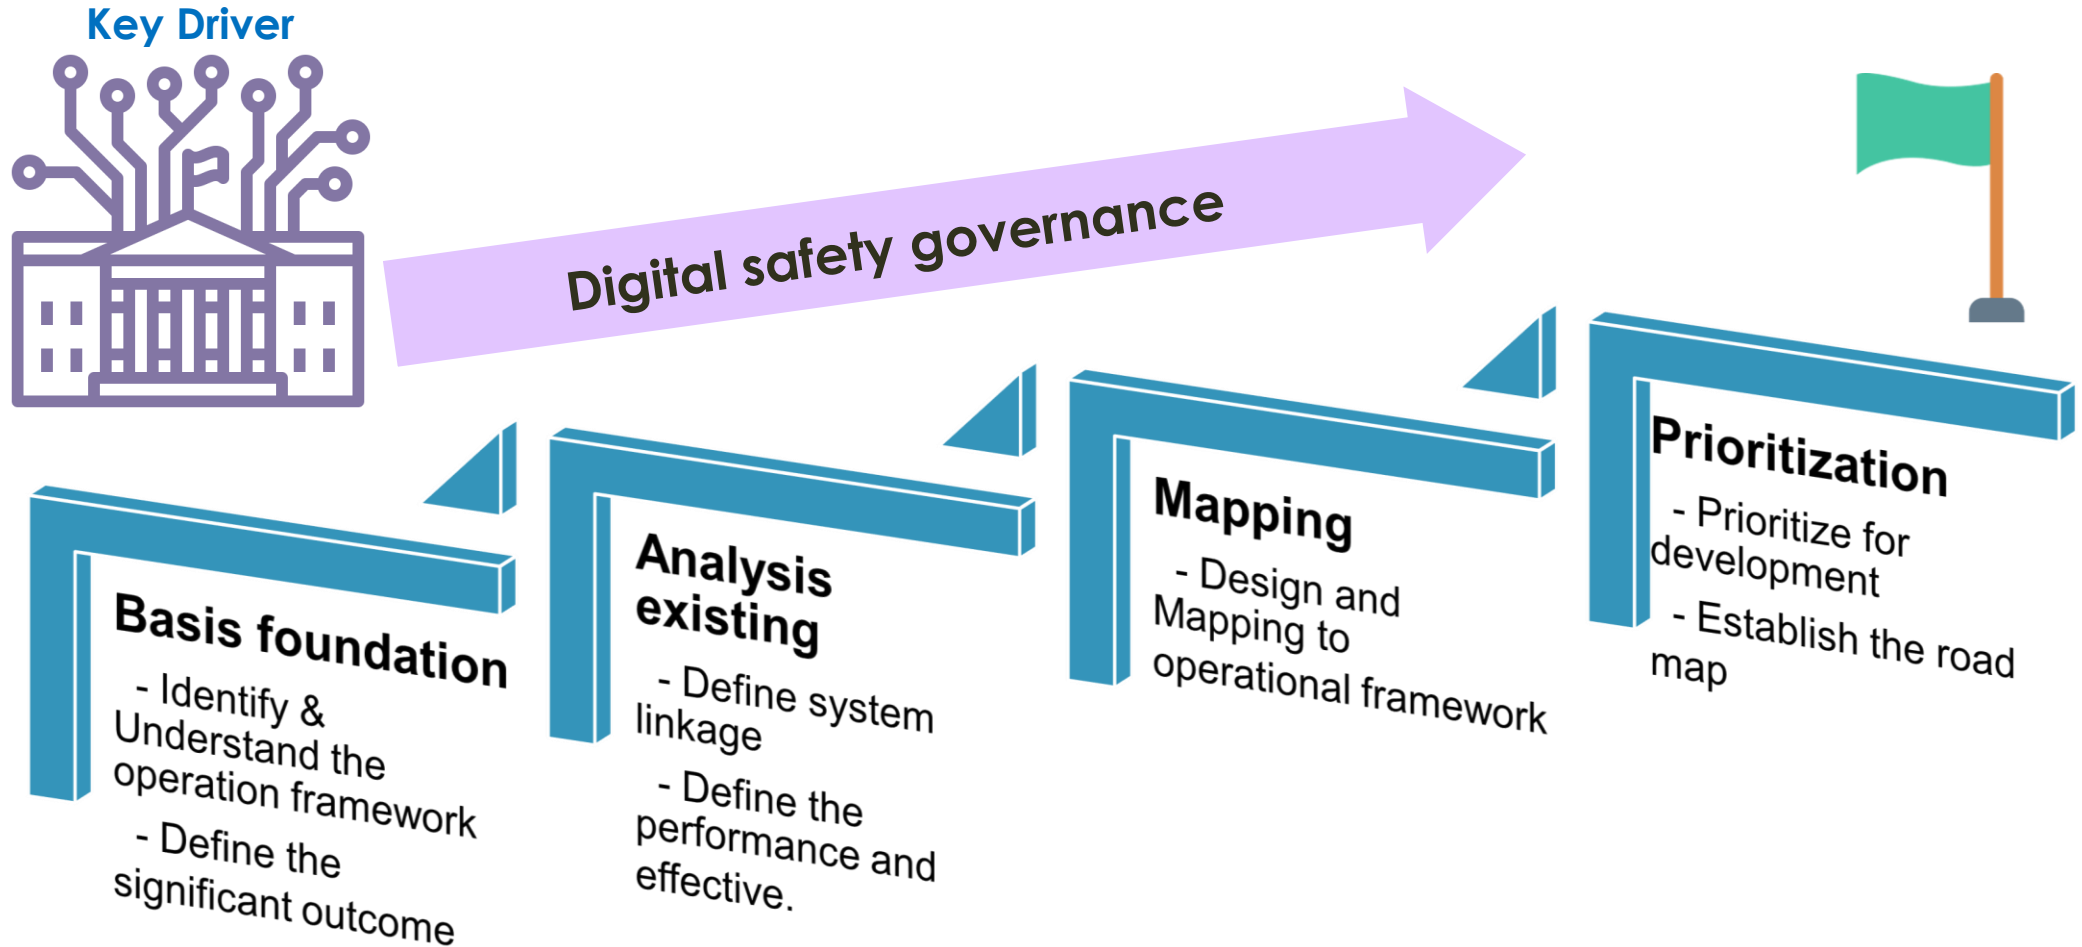 Key Driver
Digital safety governance
Basis foundation
- Identify &
Understand the
operation framework
- Define the
significant outcome
Analysis
existing
- Define system
linkage
- Define the
performance and
effective.
Mapping
- Design and
Mapping to
operational framework
Prioritization
- Prioritize for
development
- Establish the road
map